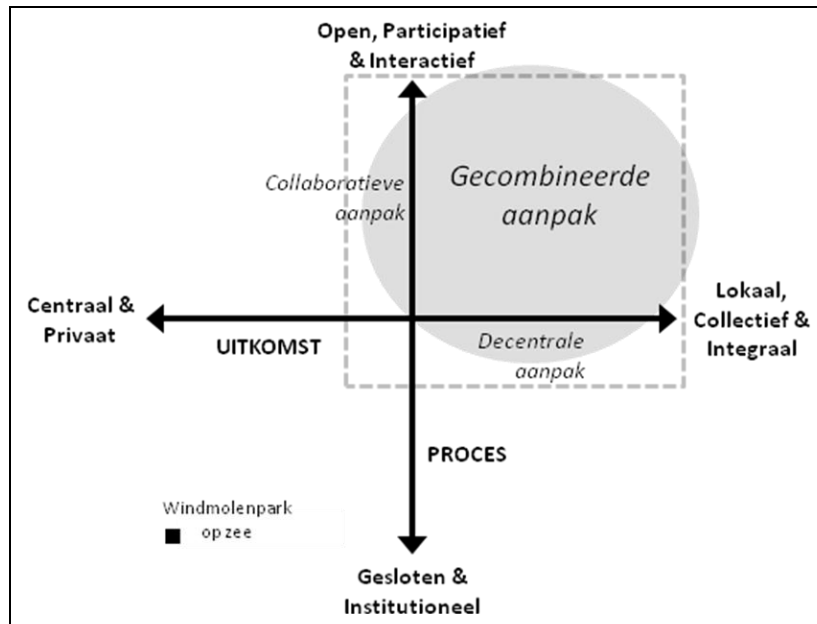 Open, Participatief
& Interactief
Collaboratieve
aanpak
Gecombineerde
aanpak
Centraal &
Privaat
UITKOMST
Decentrale
aanpak
Lokaal,
Collectief &
Integraal
PROCES
Windmolenpark
op zee
Gesloten &
Institutioneel